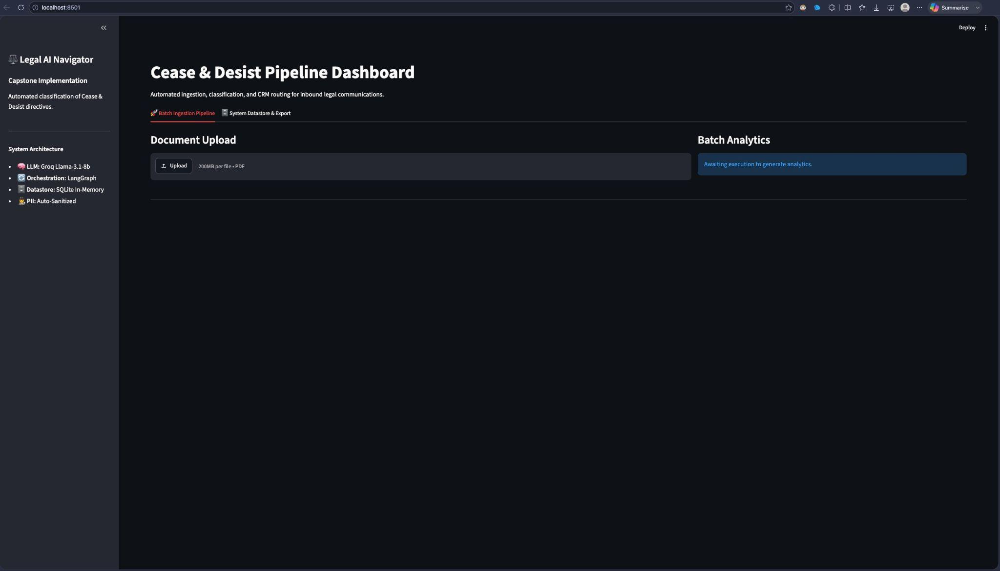 localhost:8501
Summarise
Deploy
Legal AI Navigator
Capstone Implementation
Automated classification of Cease &
Desist directives.
System Architecture
LLM: Groq Llama-3.1-8b
Orchestration: LangGraph
Datastore: SQLite In-Memory
PII: Auto-Sanitized
Cease & Desist Pipeline Dashboard
Automated ingestion, classification, and CRM routing for inbound legal communications.
Batch Ingestion Pipeline
System Datastore & Export
Document Upload
Upload
200MB per file • PDF
Batch Analytics
Awaiting execution to generate analytics.